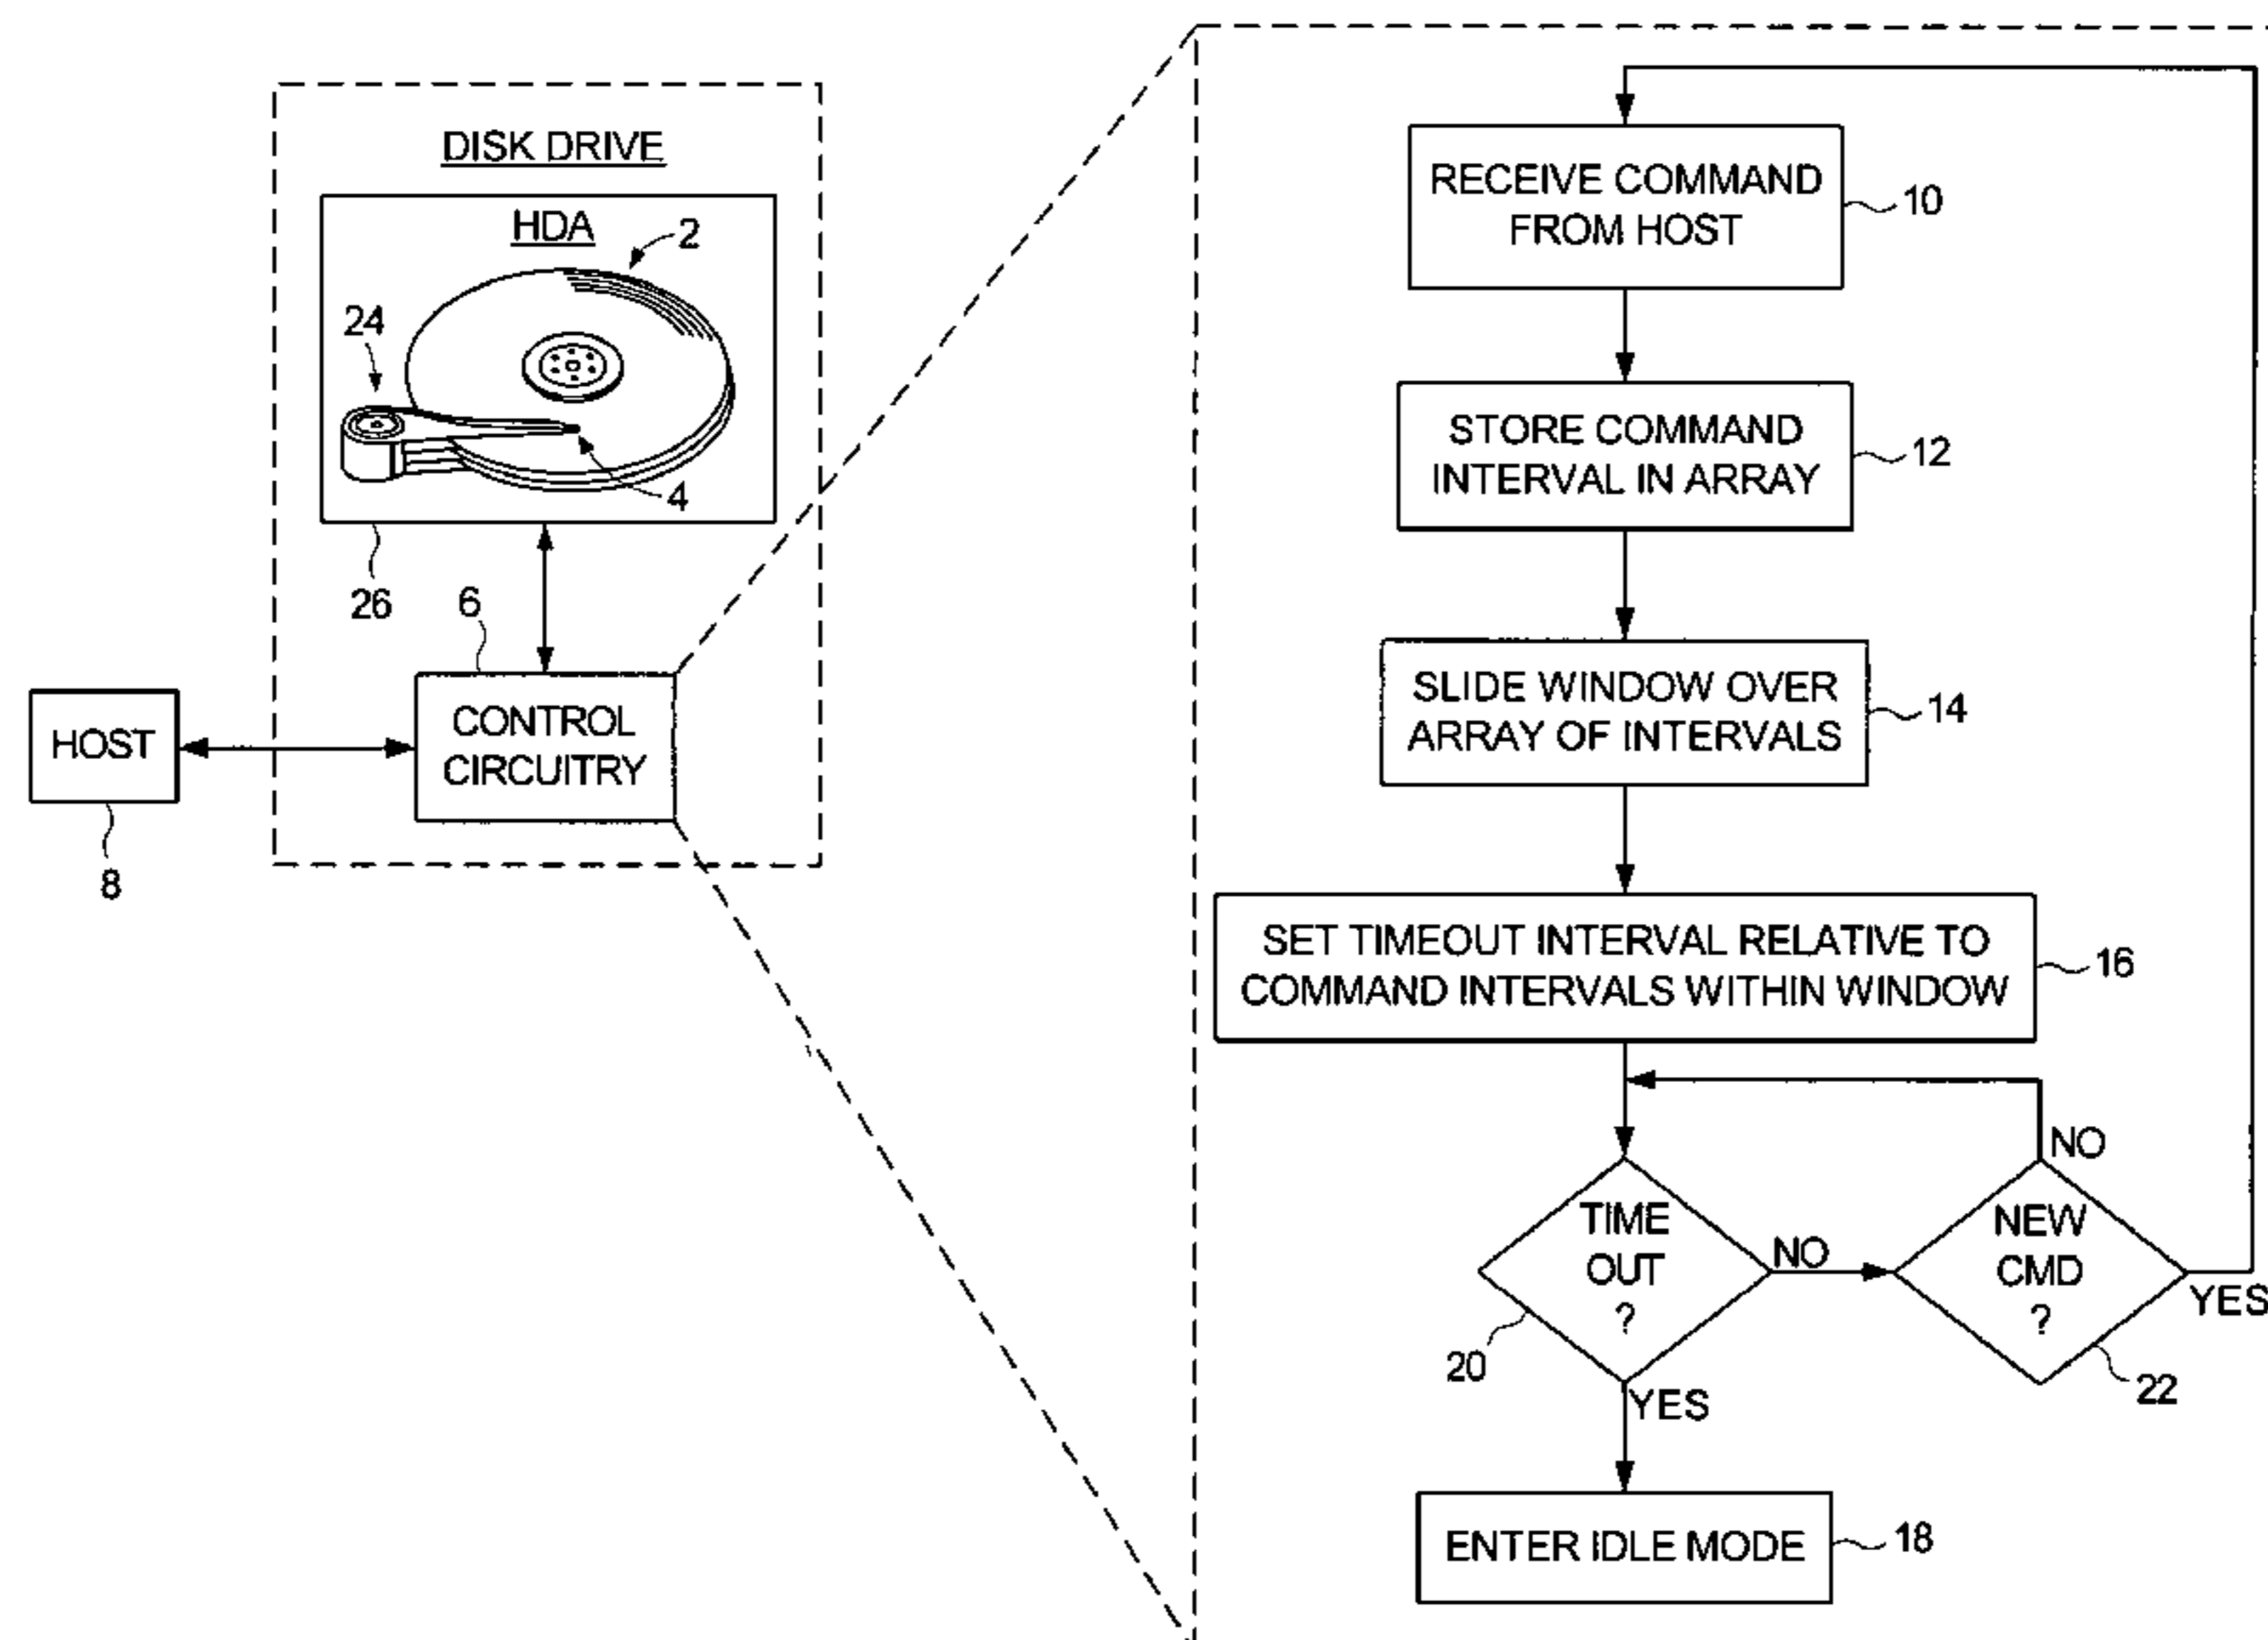 DISK DRIVE
HDA
2
24
4
26
6
HOST
CONTROL
CIRCUITRY
8
RECEIVE COMMAND
FROM HOST
10
STORE COMMAND
INTERVAL IN ARRAY
12
SLIDE WINDOW OVER
ARRAY OF INTERVALS
14
SET TIMEOUT INTERVAL RELATIVE TO
COMMAND INTERVALS WITHIN WINDOW
16
TIME
OUT
?
20
NO
YES
NEW
CMD
?
22
NO
YES
ENTER IDLE MODE
18